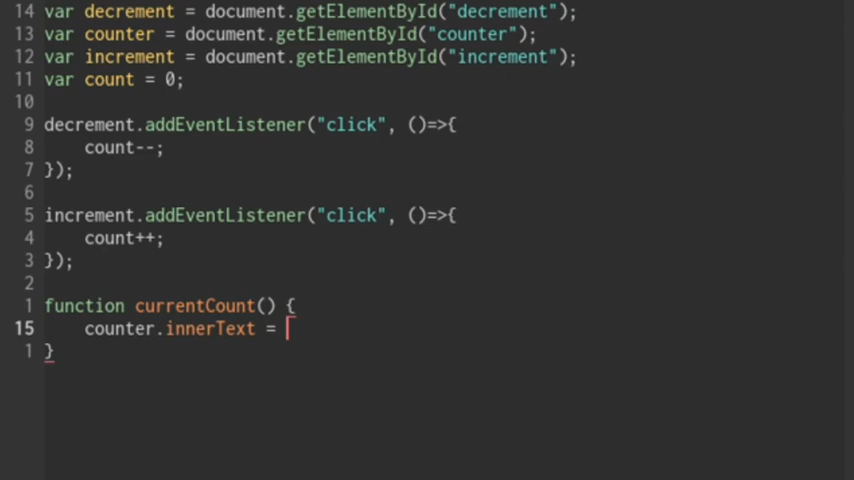 14 var decrement = document.getElementById("decrement");
13 var counter = document.getElementById("counter");
12 var increment = document.getElementById("increment");
11 var count = 0;
10
9 decrement.addEventListener("click", ()=>{
8     count--;
7 });
6
5 increment.addEventListener("click", ()=>{
4     count++;
3 });
2
1 function currentCount() {
15     counter.innerText =
1 }